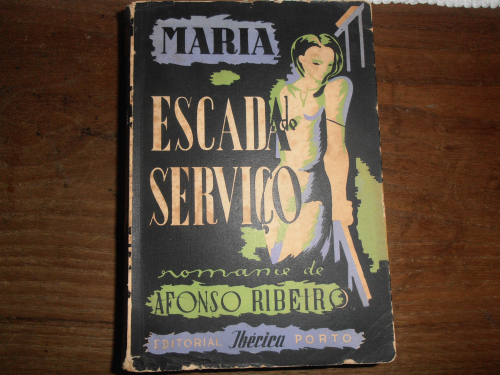 MARIA
ESCADA de
SERVIÇO
romance de
AFONSO RIBEIRO
EDITORIAL Ibérica PORTO